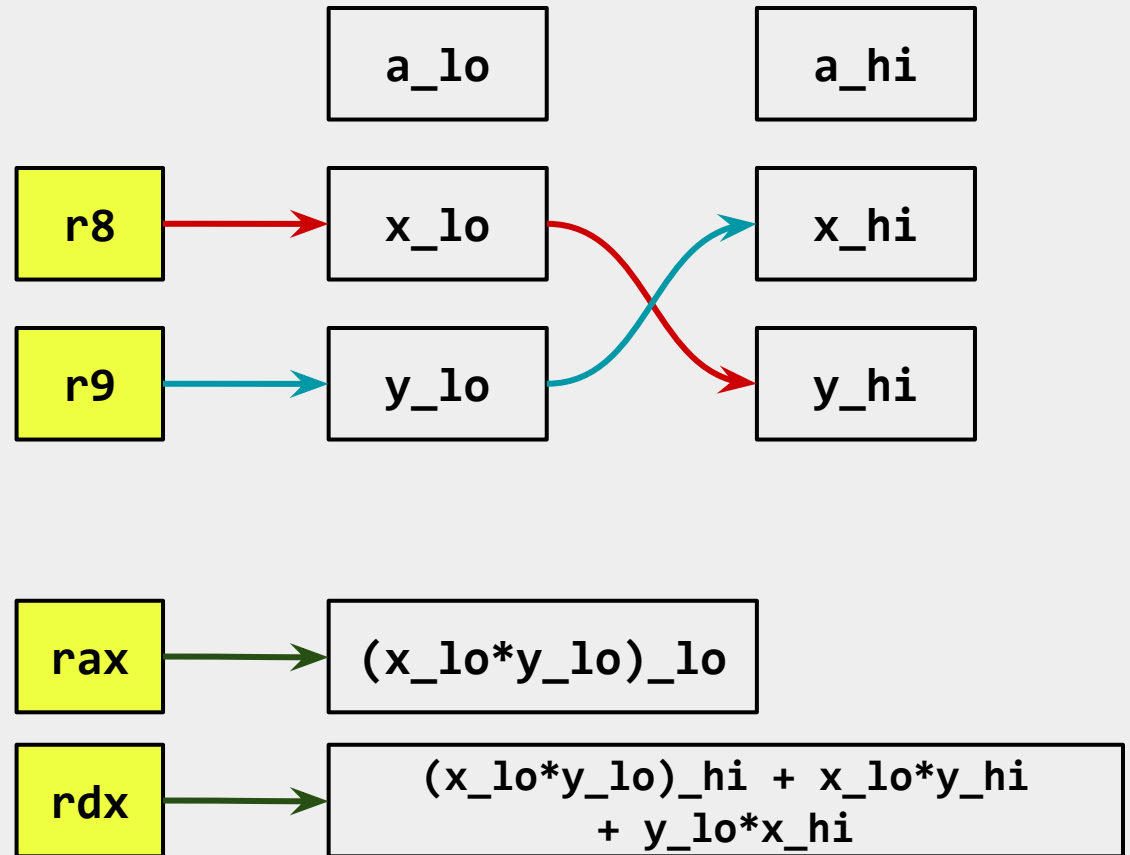 a_lo
a_hi
r8
x_lo
x_hi
r9
y_lo
y_hi
rax
(x_lo*y_lo)_lo
rdx
(x_lo*y_lo)_hi + x_lo*y_hi
+ y_lo*x_hi